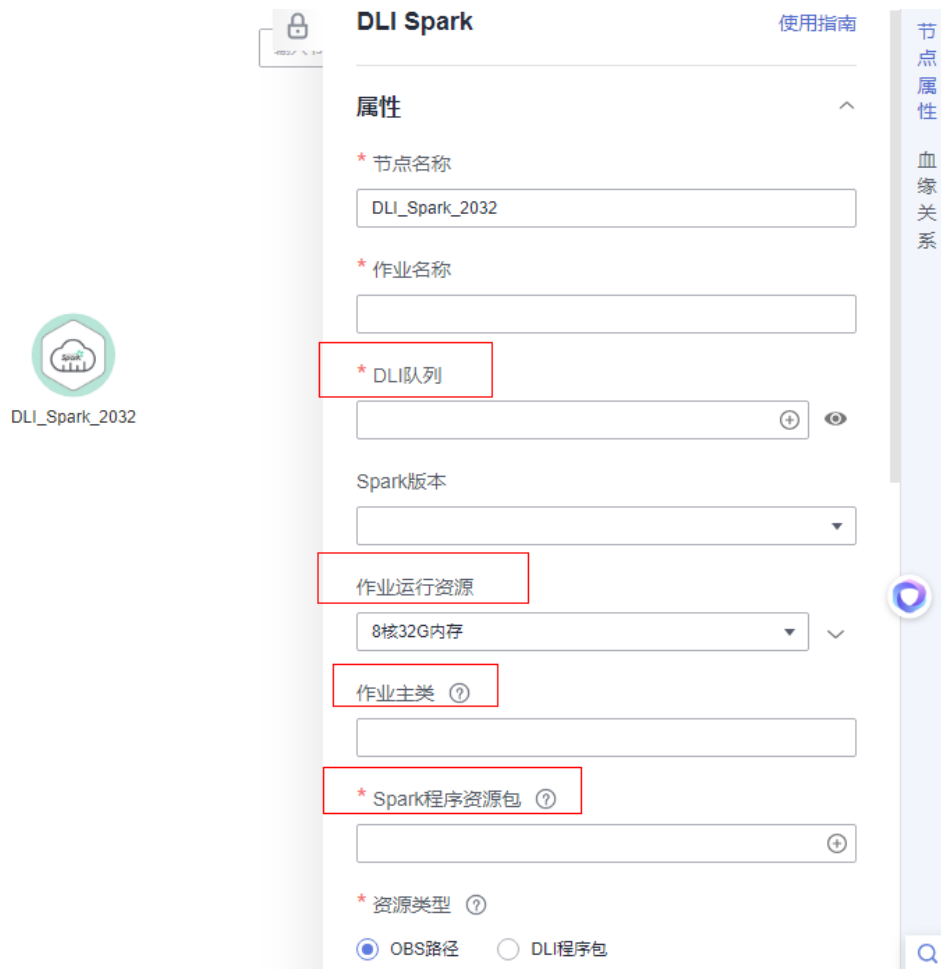 DLI Spark
使用指南
属性
* 节点名称
DLI_Spark_2032
* 作业名称
* DLI队列
Spark版本
作业运行资源
8核32G内存
作业主类
* Spark程序资源包
* 资源类型
OBS路径
DLI程序包
Spark
DLI_Spark_2032
节点属性
血缘关系